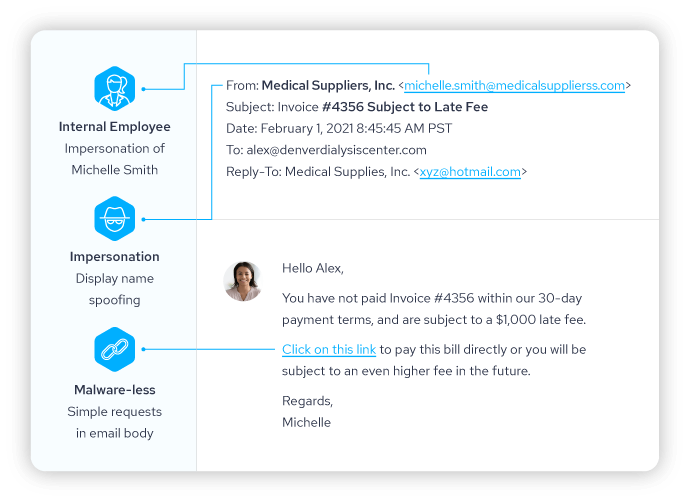 Internal Employee
Impersonation of
Michelle Smith
Impersonation
Display name
spoofing
Malware-less
Simple requests
in email body
From: Medical Suppliers, Inc. <michelle.smith@medicalsupplierss.com>
Subject: Invoice #4356 Subject to Late Fee
Date: February 1, 2021 8:45:45 AM PST
To: alex@denverdialysiscenter.com
Reply-To: Medical Supplies, Inc. <xyz@hotmail.com>
Hello Alex,
You have not paid Invoice #4356 within our 30-day
payment terms, and are subject to a $1,000 late fee.
Click on this link to pay this bill directly or you will be
subject to an even higher fee in the future.
Regards,
Michelle